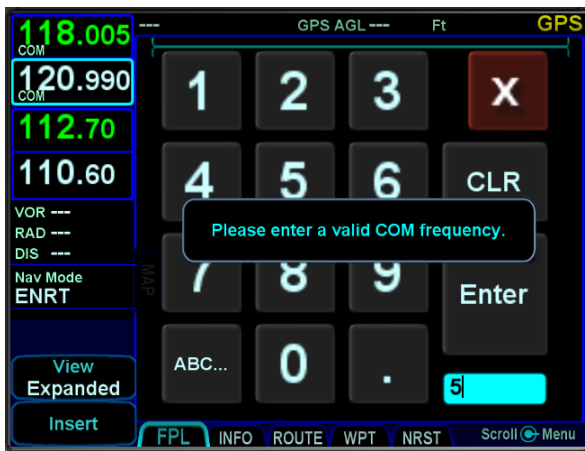 118.005
COM
120.990
COM
112.70
110.60
VOR ---
RAD ---
DIS ---
Nav Mode
ENRT
View
Expanded
Insert
--- GPS AGL --- Ft GPS
1 2 3 X
4 5 6 CLR
Please enter a valid COM frequency.
MAP
7 8 9 Enter
ABC... 0 .
5
FPL INFO ROUTE WPT NRST Scroll Menu